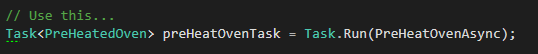 // Use this...
Task<PreHeatedOven> preHeatOvenTask = Task.Run(PreHeatOvenAsync);